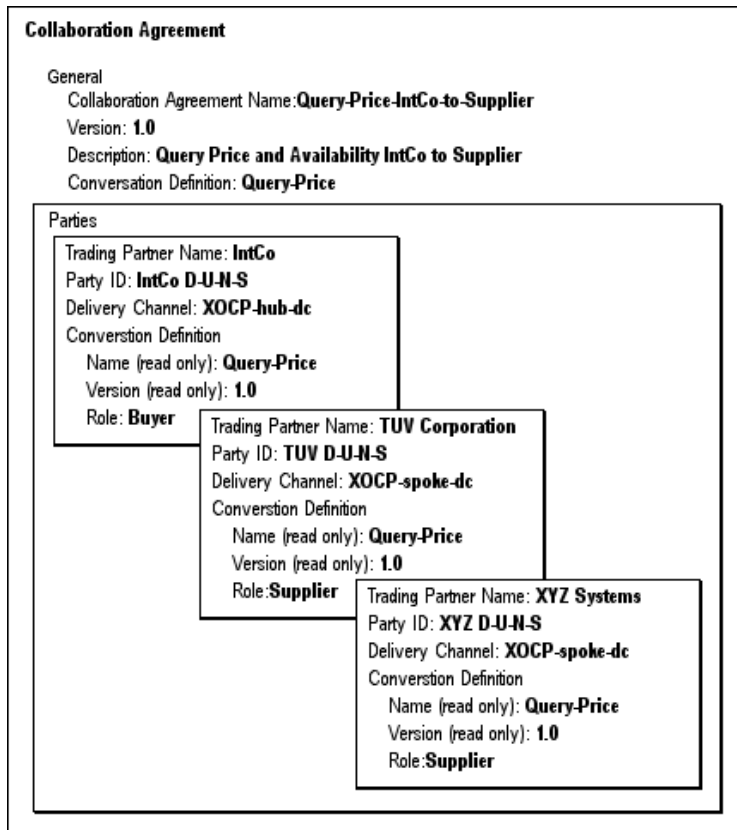 Collaboration Agreement
General
Collaboration Agreement Name:Query-Price-IntCo-to-Supplier
Version: 1.0
Description: Query Price and Availability IntCo to Supplier
Conversation Definition: Query-Price
Parties
Trading Partner Name: IntCo
Party ID: IntCo D-U-N-S
Delivery Channel: XOCP-hub-dc
Converstion Definition
Name (read only): Query-Price
Version (read only): 1.0
Role: Buyer
Trading Partner Name: TUV Corporation
Party ID: TUV D-U-N-S
Delivery Channel: XOCP-spoke-dc
Converstion Definition
Name (read only): Query-Price
Version (read only): 1.0
Role:Supplier
Trading Partner Name: XYZ Systems
Party ID: XYZ D-U-N-S
Delivery Channel: XOCP-spoke-dc
Converstion Definition
Name (read only): Query-Price
Version (read only): 1.0
Role:Supplier